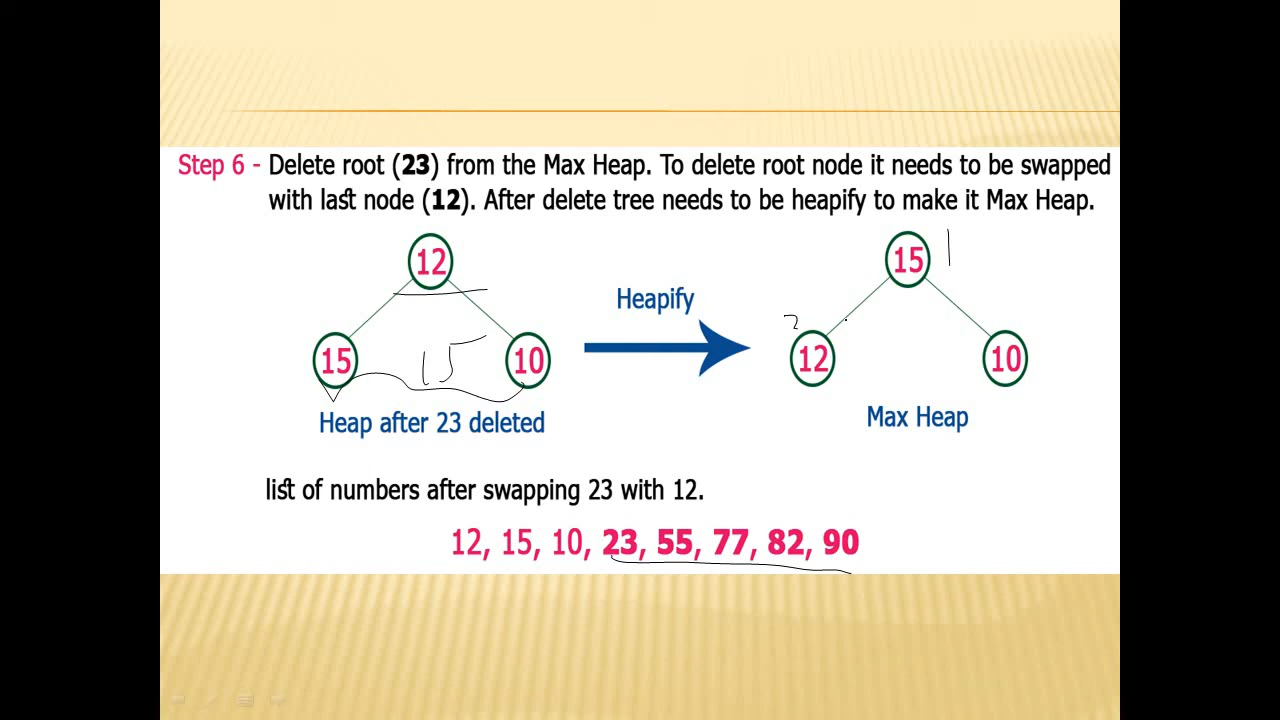 Step 6 - Delete root (23) from the Max Heap. To delete root node it needs to be swapped
with last node (12). After delete tree needs to be heapify to make it Max Heap.
12
15
1
Heapify
15
15
10
2
12
10
Heap after 23 deleted
Max Heap
list of numbers after swapping 23 with 12.
12, 15, 10, 23, 55, 77, 82, 90